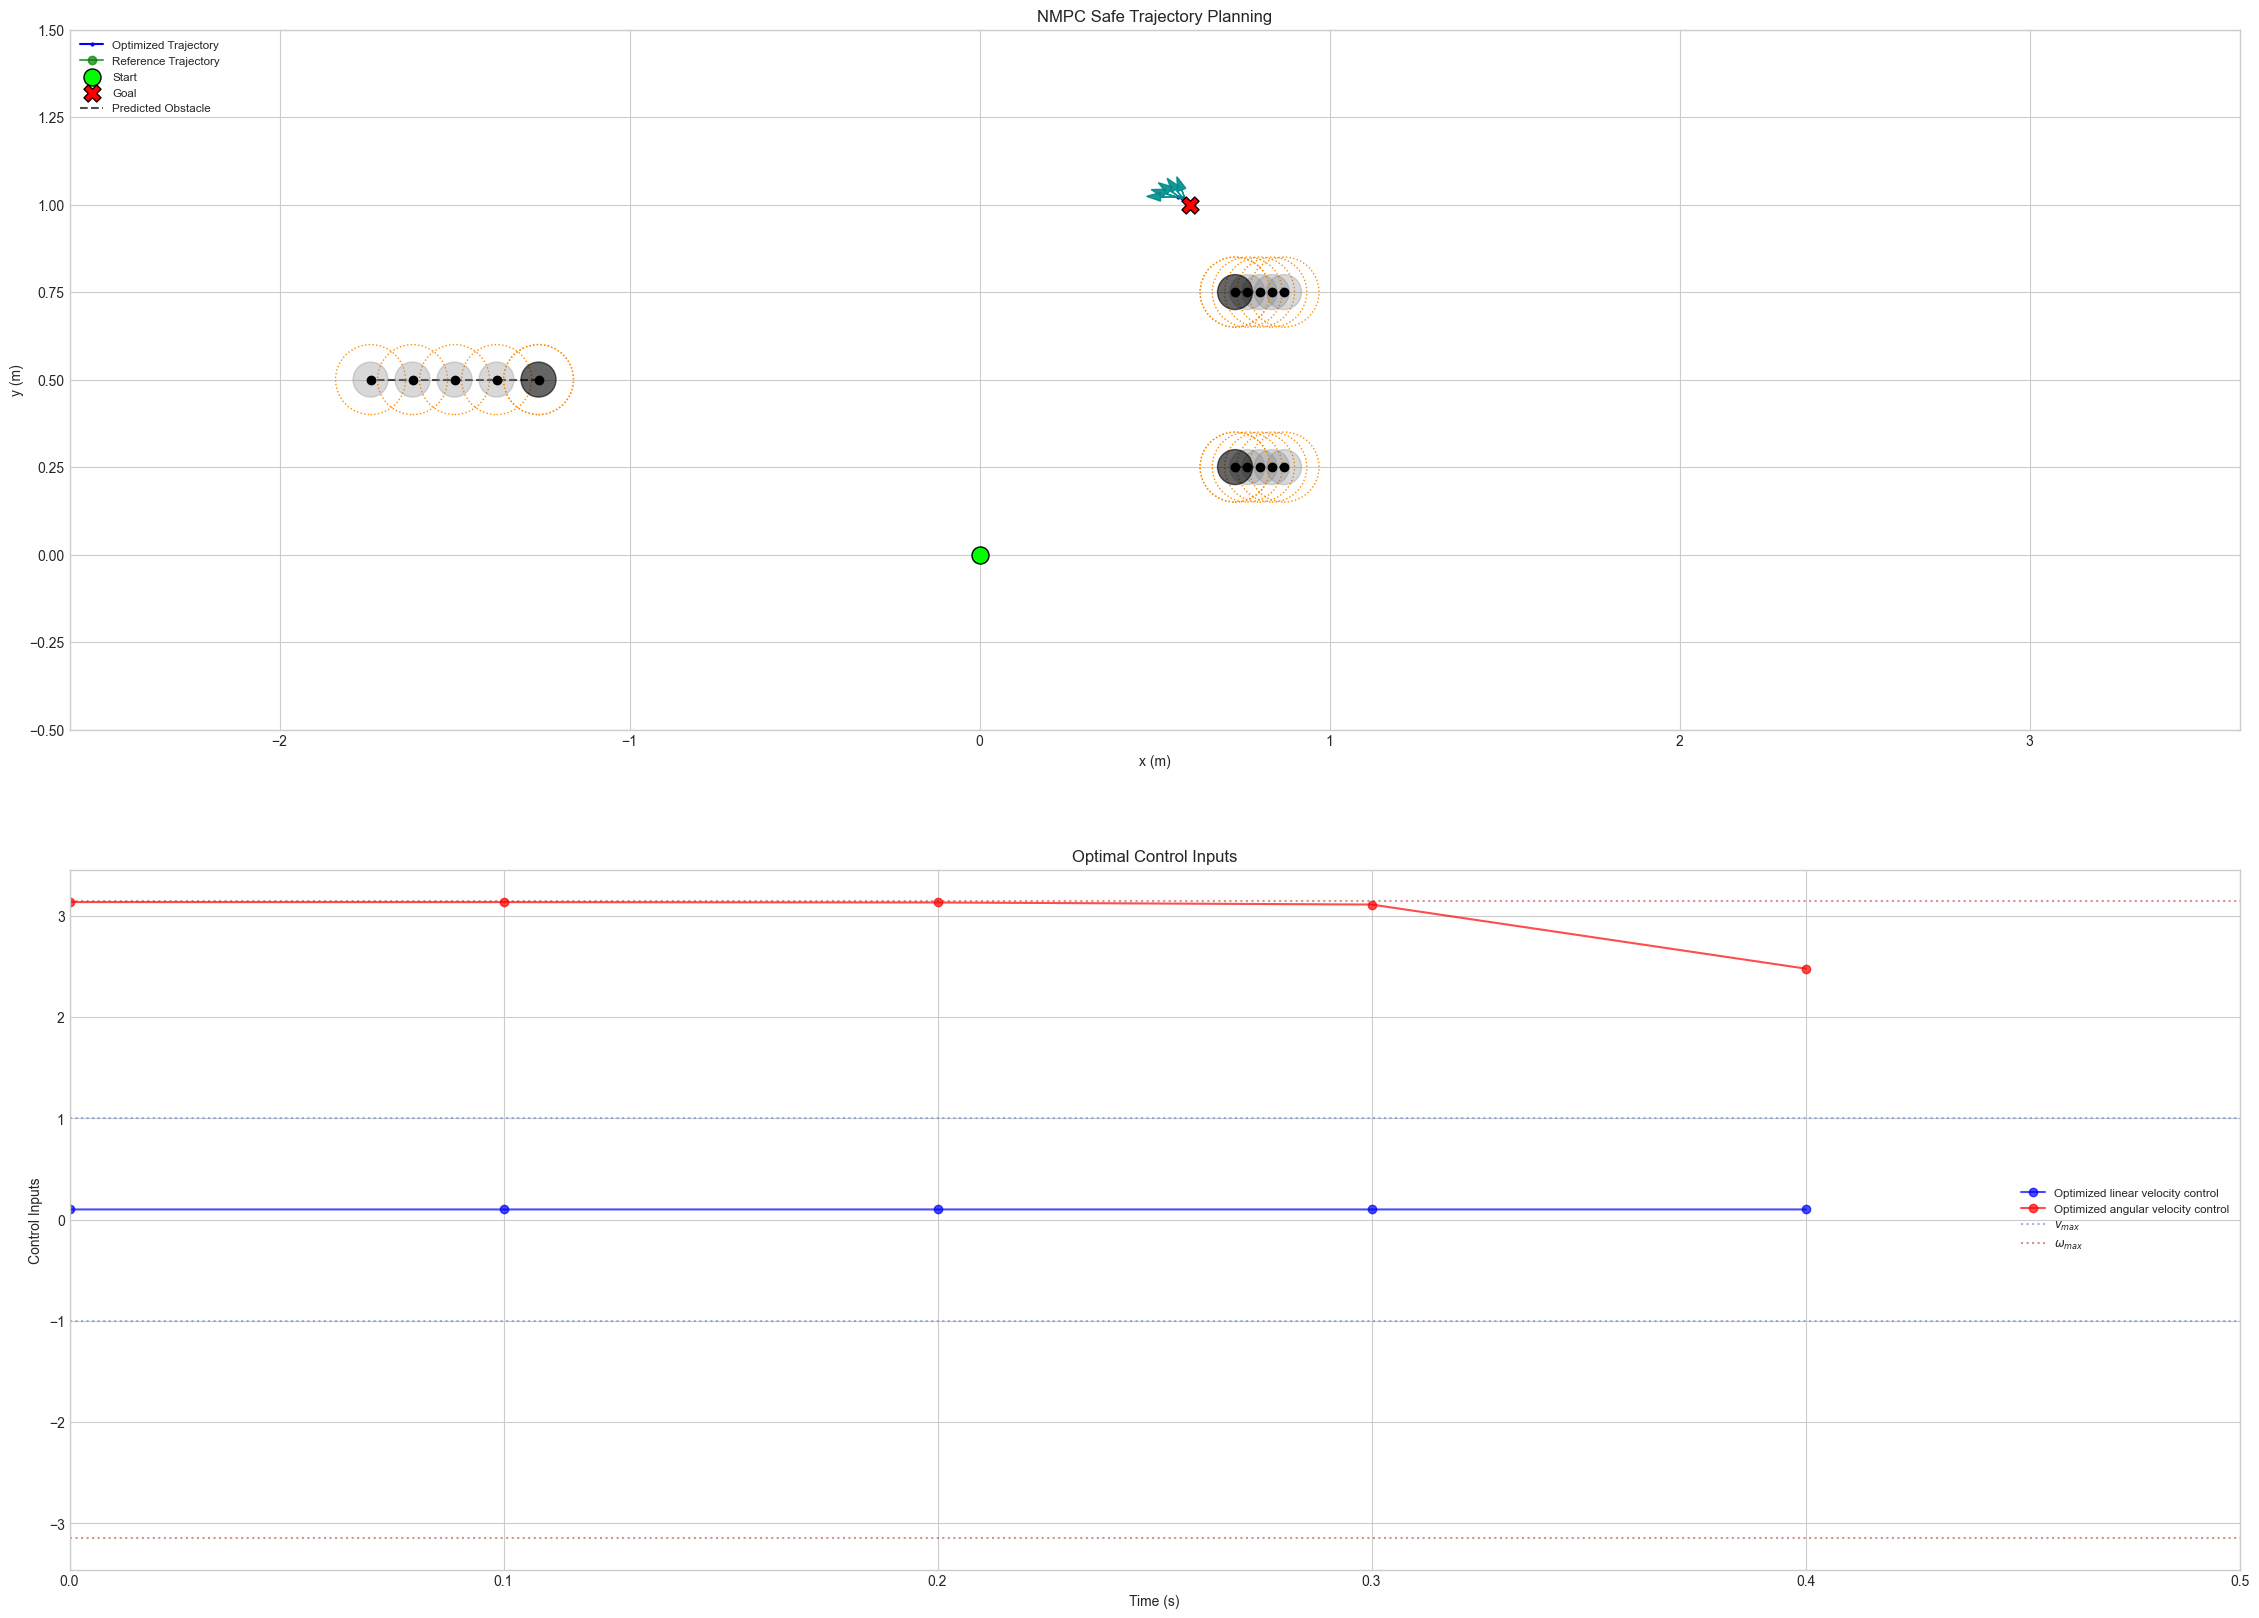 NMPC Safe Trajectory Planning
Optimized Trajectory
Reference Trajectory
Start
Goal
Predicted Obstacle
1.50
1.25
1.00
0.75
0.50
0.25
0.00
−0.25
−0.50
y (m)
−2
−1
0
1
2
3
x (m)
Optimal Control Inputs
3
2
1
0
−1
−2
−3
Control Inputs
Optimized linear velocity control
Optimized angular velocity control
v_max
ω_max
0.0
0.1
0.2
0.3
0.4
0.5
Time (s)